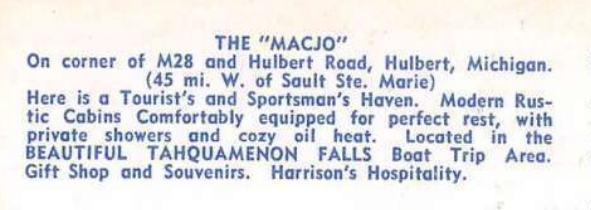 THE "MACJO"
On corner of M28 and Hulbert Road, Hulbert, Michigan.
(45 mi. W. of Sault Ste. Marie)
Here is a Tourist's and Sportsman's Haven. Modern Rus-
tic Cabins Comfortably equipped for perfect rest, with
private showers and cozy oil heat. Located in the
BEAUTIFUL TAHQUAMENON FALLS Boat Trip Area.
Gift Shop and Souvenirs. Harrison's Hospitality.